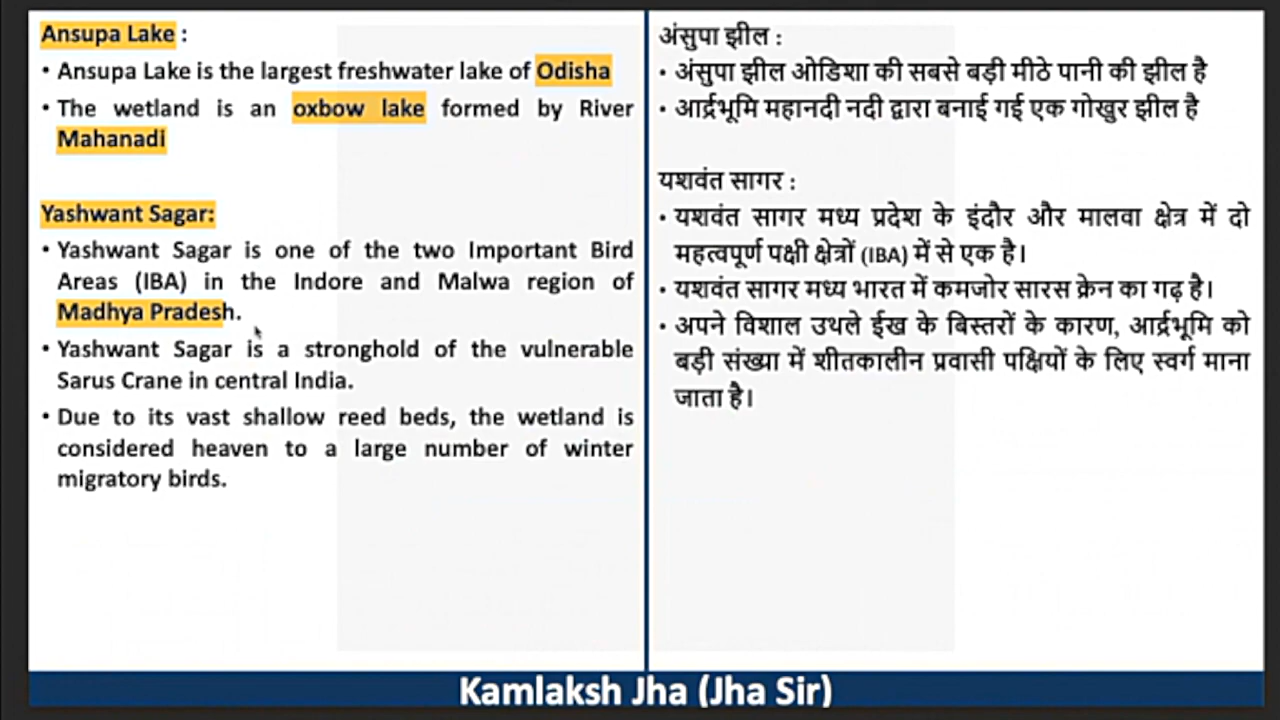 Ansupa Lake :
• Ansupa Lake is the largest freshwater lake of Odisha
• The wetland is an oxbow lake formed by River
Mahanadi
Yashwant Sagar:
• Yashwant Sagar is one of the two Important Bird
Areas (IBA) in the Indore and Malwa region of
Madhya Pradesh.
• Yashwant Sagar is a stronghold of the vulnerable
Sarus Crane in central India.
• Due to its vast shallow reed beds, the wetland is
considered heaven to a large number of winter
migratory birds.
अंसुपा झील :
• अंसुपा झील ओडिशा की सबसे बड़ी मीठे पानी की झील है
• आर्द्रभूमि महानदी नदी द्वारा बनाई गई एक गोखुर झील है
यशवंत सागर :
• यशवंत सागर मध्य प्रदेश के इंदौर और मालवा क्षेत्र में दो
महत्वपूर्ण पक्षी क्षेत्रों (IBA) में से एक है।
• यशवंत सागर मध्य भारत में कमजोर सारस क्रेन का गढ़ है।
• अपने विशाल उथले ईख के बिस्तरों के कारण, आर्द्रभूमि को
बड़ी संख्या में शीतकालीन प्रवासी पक्षियों के लिए स्वर्ग माना
जाता है।
Kamlaksh Jha (Jha Sir)